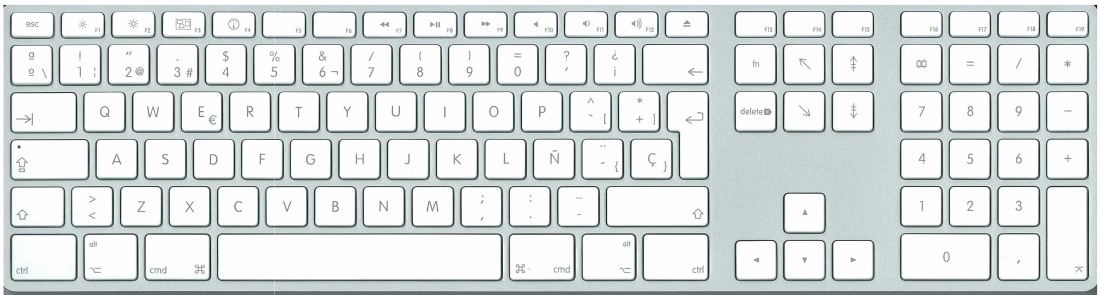 esc F1 F2 F3 F4 F5 F6 F7 F8 F9 F10 F11 F12 F13 F14 F15 F16 F17 F18 F19
ª ! " · $ % & / ( ) = ? ¿ fn = / *
º \ 1 ¦ 2 @ 3 # 4 5 6 ¬ 7 8 9 0 ' ¡
Q W E € R T Y U I O P ^ ` [ * + ] delete 7 8 9 −
A S D F G H J K L Ñ ¨ ´ { Ç } 4 5 6 +
> < Z X C V B N M ; , : . _ - 1 2 3
ctrl alt ⌥ cmd ⌘ ⌘ cmd alt ⌥ ctrl 0 ,